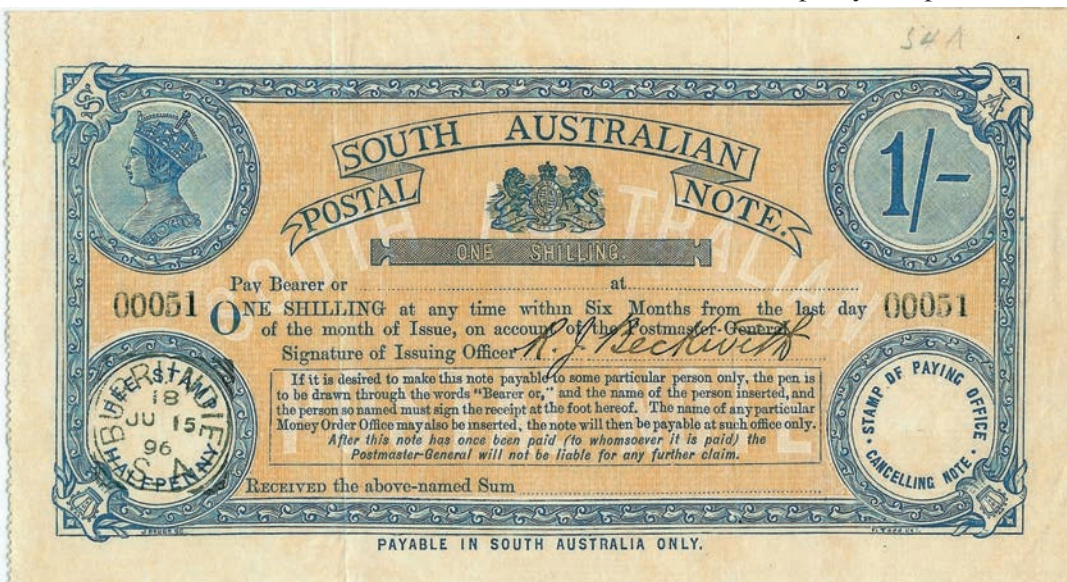 54 A
S
A
SOUTH AUSTRALIAN
POSTAL NOTE.
1/-
ONE SHILLING.
SOUTH AUSTRALIAN
POSTAL NOTE
Pay Bearer or at
00051 ONE SHILLING at any time within Six Months from the last day 00051
of the month of Issue, on account of the Postmaster-General
Signature of Issuing Officer R. J. Beckwith
If it is desired to make this note payable to some particular person only, the pen is
to be drawn through the words "Bearer or," and the name of the person inserted, and
the person so named must sign the receipt at the foot hereof. The name of any particular
Money Order Office may also be inserted, the note will then be payable at such office only.
After this note has once been paid (to whomsoever it is paid) the
Postmaster-General will not be liable for any further claim.
STAMP
18
JU 15
96
S.A
HALFPENNY
STAMP OF PAYING OFFICE
CANCELLING NOTE
RECEIVED the above-named Sum
A
A
PAYABLE IN SOUTH AUSTRALIA ONLY.